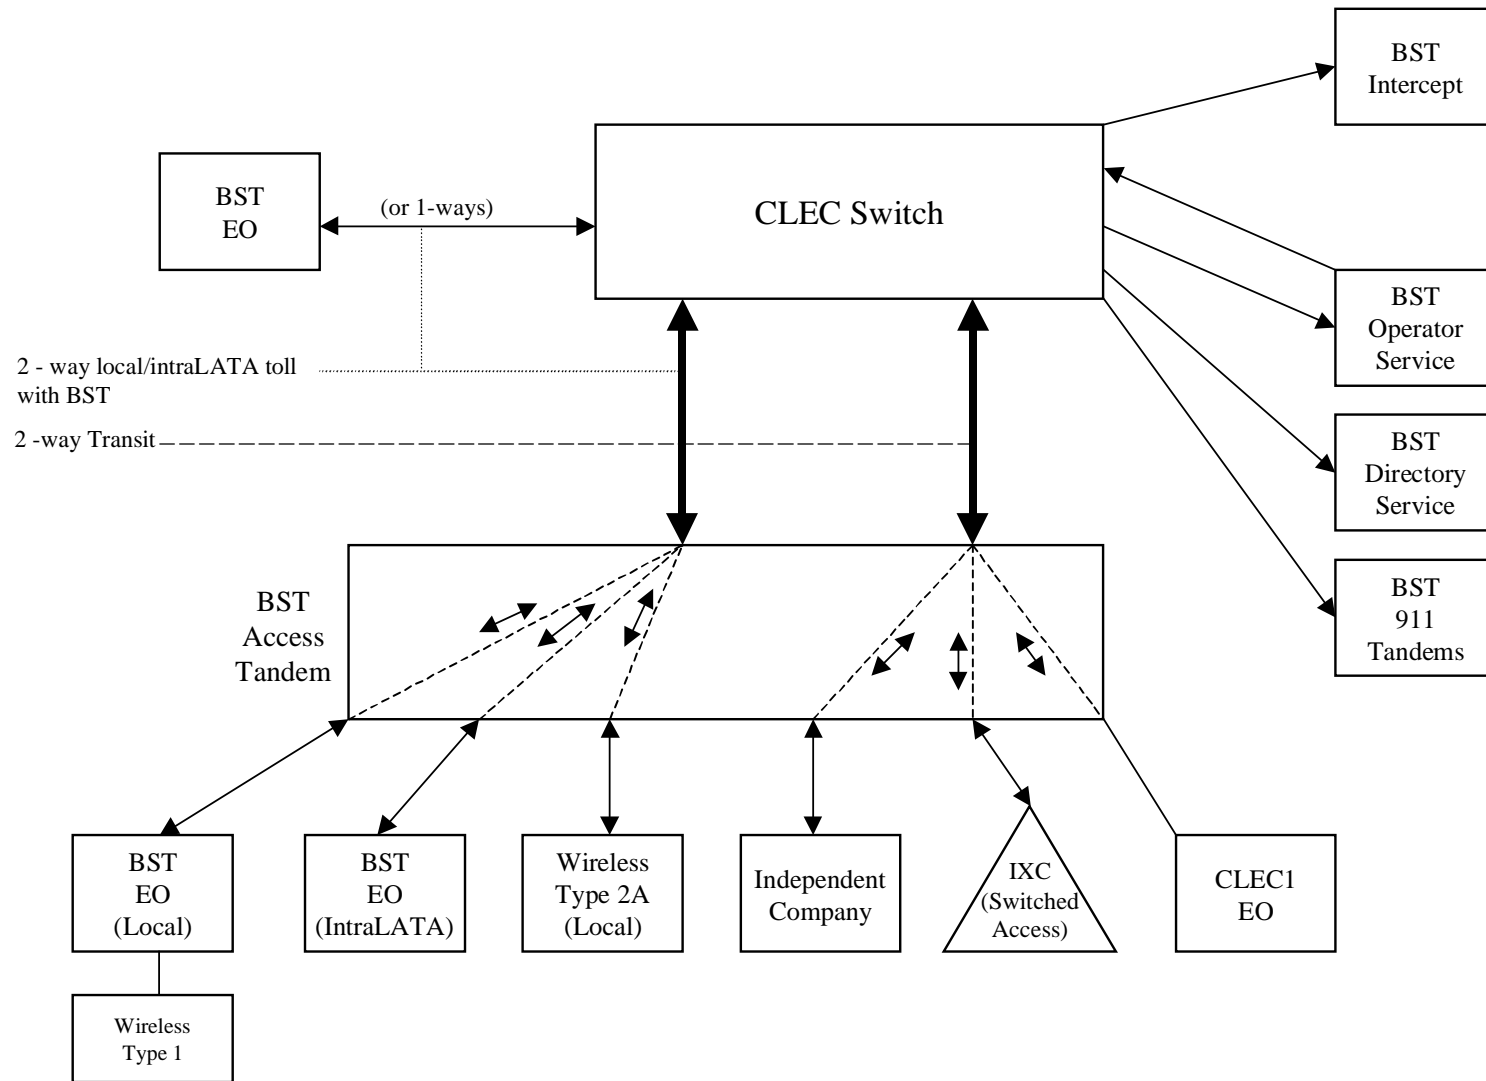 BST
Intercept
BST
EO
(or 1-ways)
CLEC Switch
BST
Operator
Service
2 - way local/intraLATA toll
with BST
2 -way Transit
BST
Directory
Service
BST
911
Tandems
BST
Access
Tandem
BST
EO
(Local)
BST
EO
(IntraLATA)
Wireless
Type 2A
(Local)
Independent
Company
IXC
(Switched
Access)
CLEC1
EO
Wireless
Type 1